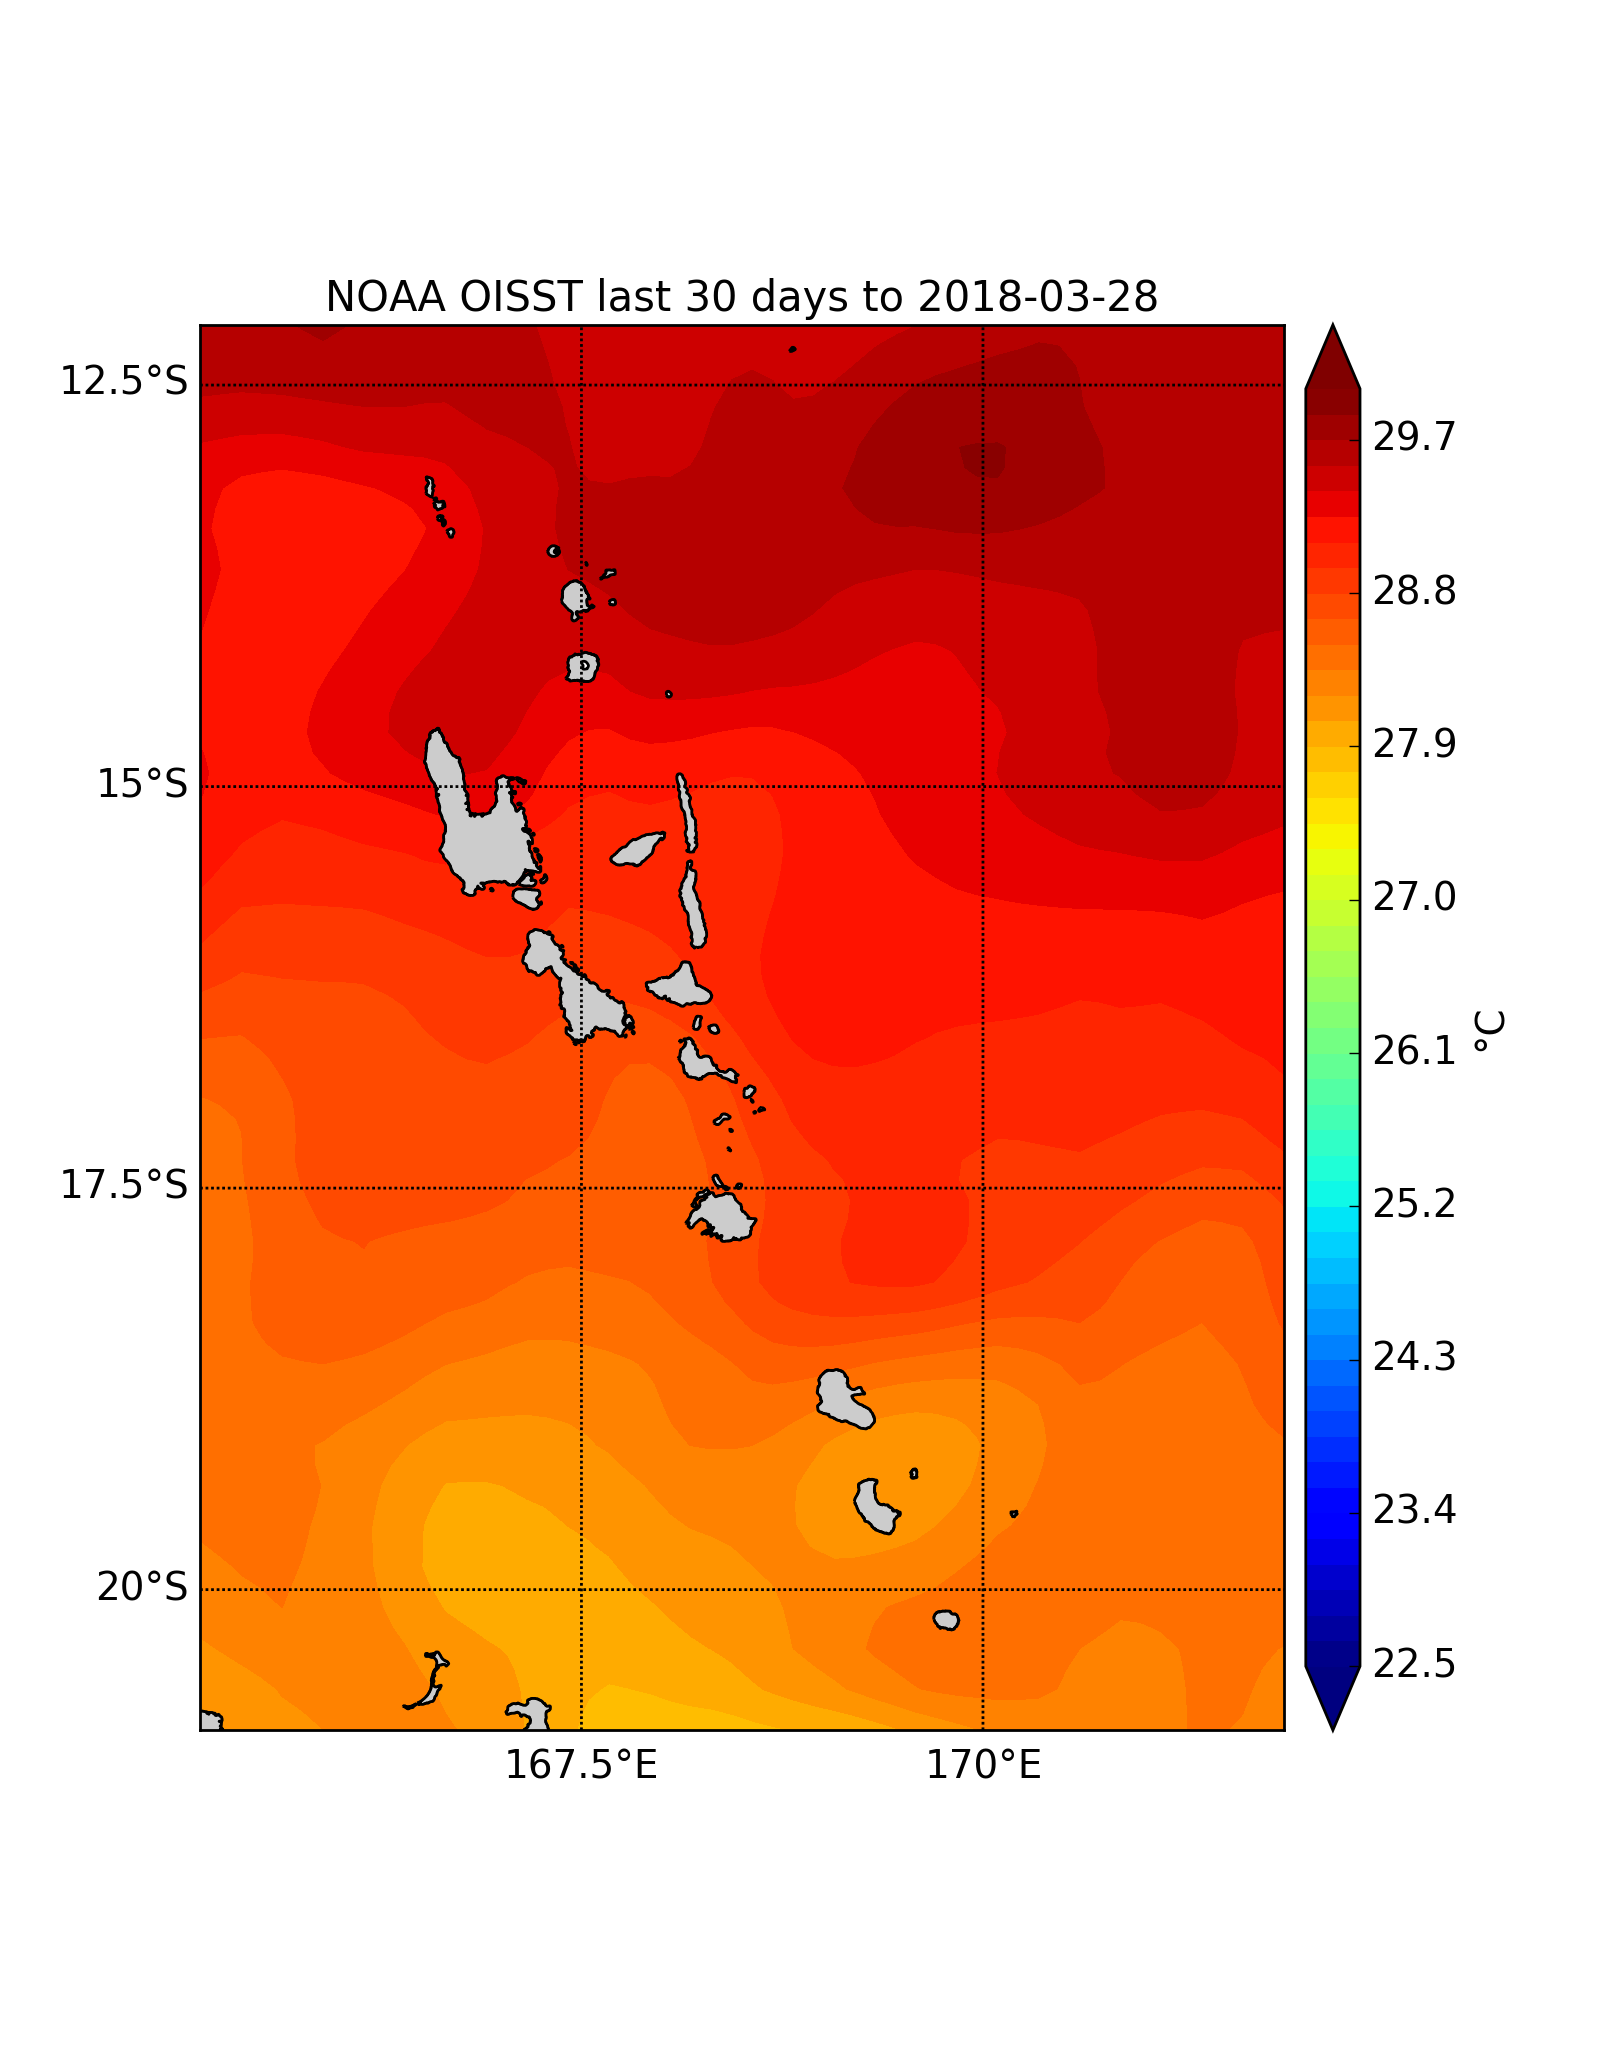 NOAA OISST last 30 days to 2018-03-28
12.5°S
15°S
17.5°S
20°S
167.5°E
170°E
29.7
28.8
27.9
27.0
26.1
25.2
24.3
23.4
22.5
°C